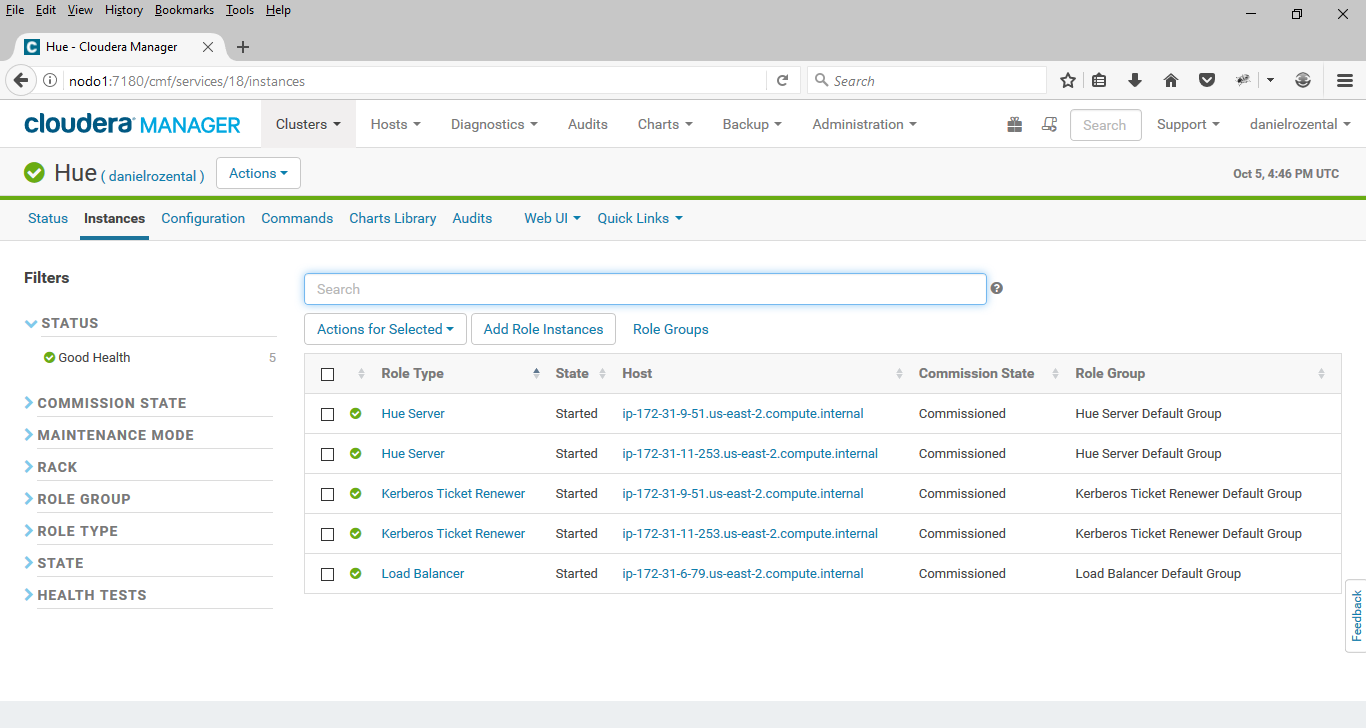 File Edit View History Bookmarks Tools Help
Hue - Cloudera Manager
nodo1:7180/cmf/services/18/instances Search
cloudera MANAGER Clusters Hosts Diagnostics Audits Charts Backup Administration Search Support danielrozental
Hue ( danielrozental ) Actions Oct 5, 4:46 PM UTC
Status Instances Configuration Commands Charts Library Audits Web UI Quick Links
Filters
Search
STATUS
Good Health 5
COMMISSION STATE
MAINTENANCE MODE
RACK
ROLE GROUP
ROLE TYPE
STATE
HEALTH TESTS
Actions for Selected Add Role Instances Role Groups
Role Type State Host Commission State Role Group
Hue Server Started ip-172-31-9-51.us-east-2.compute.internal Commissioned Hue Server Default Group
Hue Server Started ip-172-31-11-253.us-east-2.compute.internal Commissioned Hue Server Default Group
Kerberos Ticket Renewer Started ip-172-31-9-51.us-east-2.compute.internal Commissioned Kerberos Ticket Renewer Default Group
Kerberos Ticket Renewer Started ip-172-31-11-253.us-east-2.compute.internal Commissioned Kerberos Ticket Renewer Default Group
Load Balancer Started ip-172-31-6-79.us-east-2.compute.internal Commissioned Load Balancer Default Group
Feedback